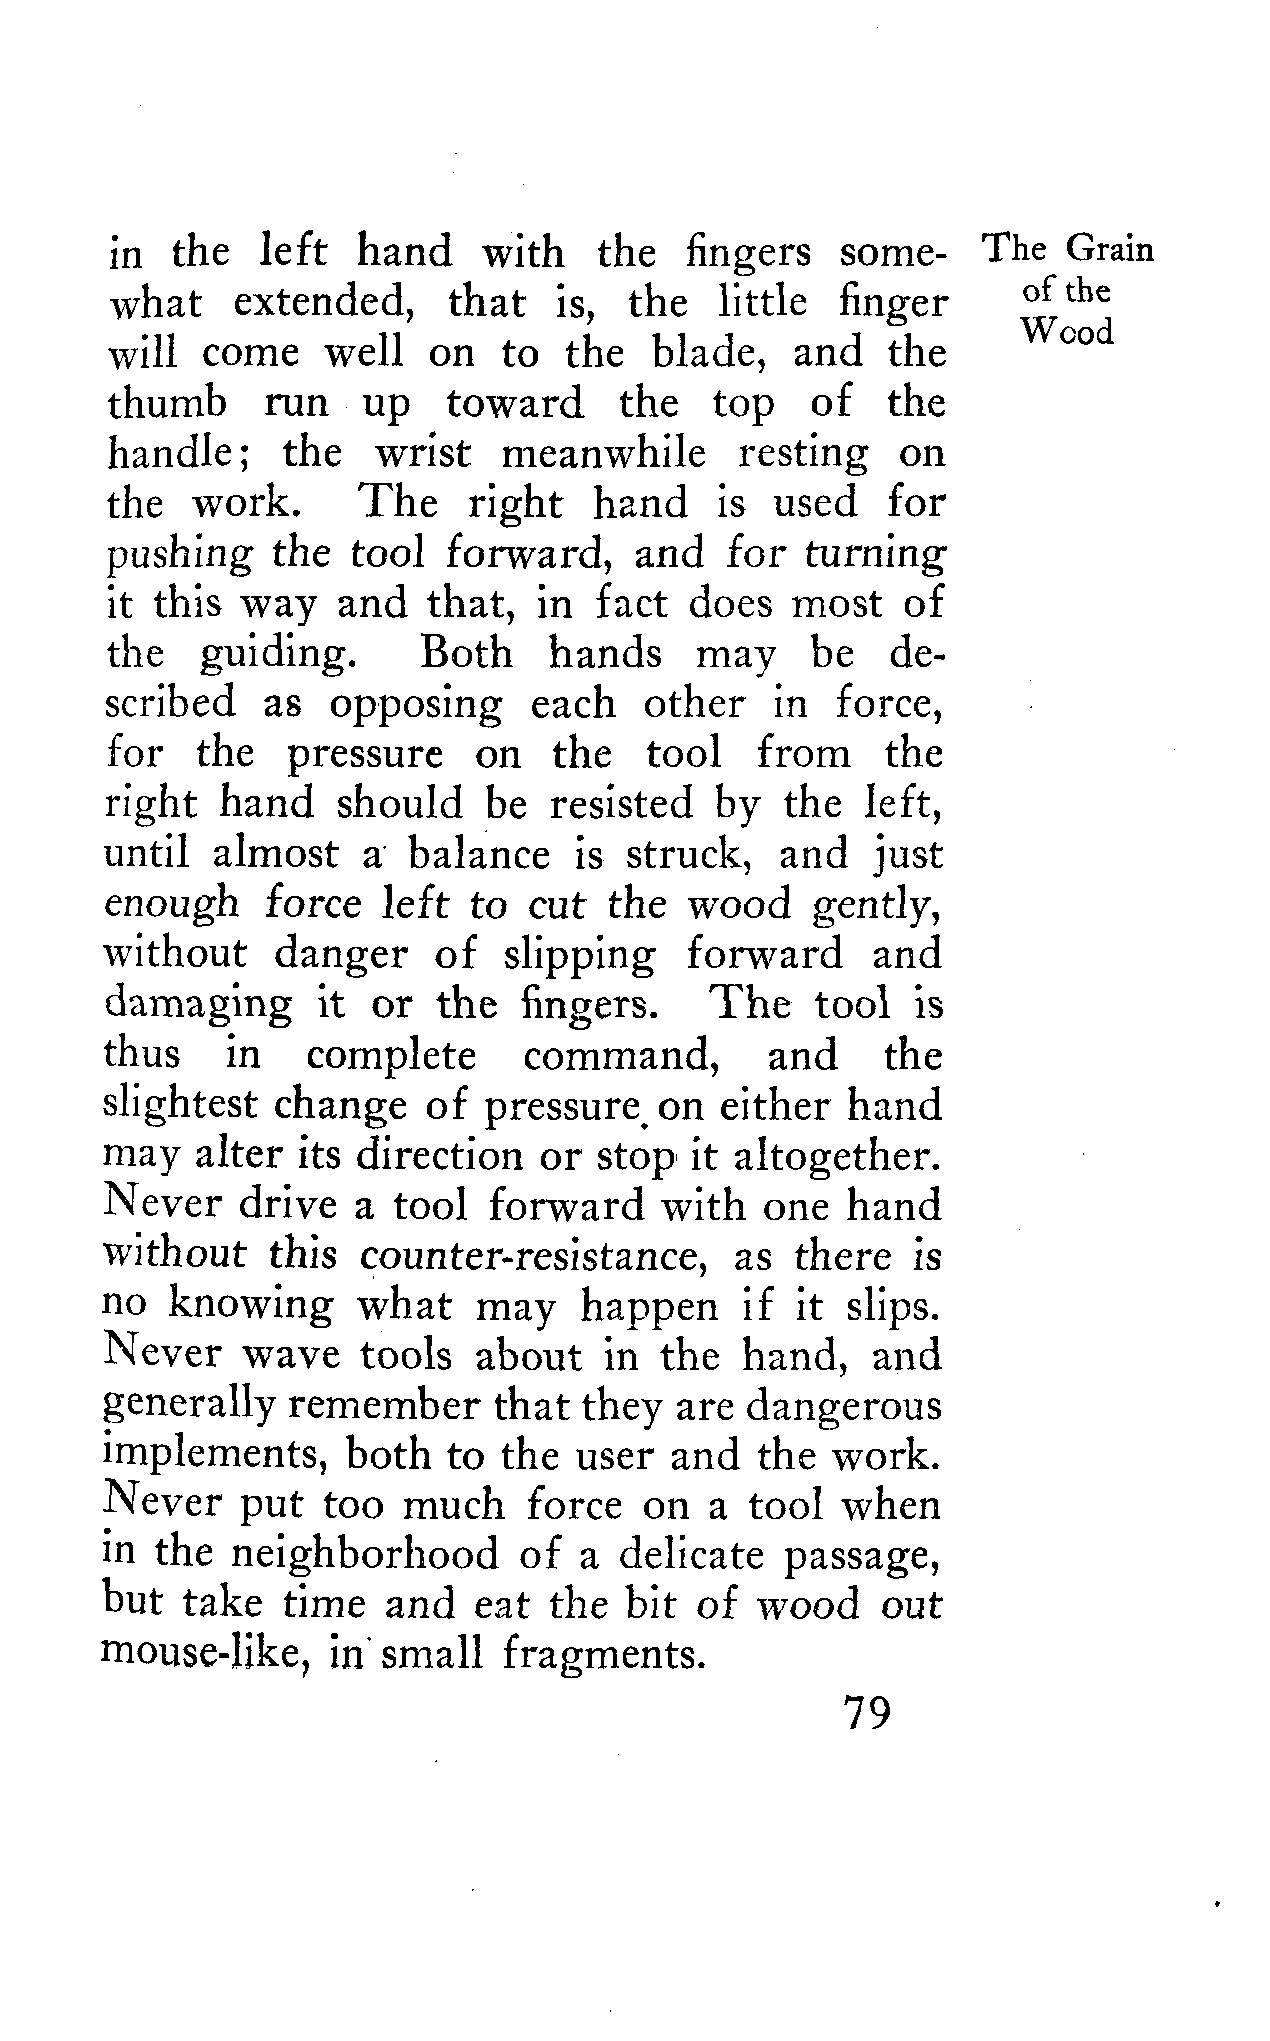 in the left hand with the fingers some-
what extended, that is, the little finger
will come well on to the blade, and the
thumb run up toward the top of the
handle; the wrist meanwhile resting on
the work. The right hand is used for
pushing the tool forward, and for turning
it this way and that, in fact does most of
the guiding. Both hands may be de-
scribed as opposing each other in force,
for the pressure on the tool from the
right hand should be resisted by the left,
until almost a balance is struck, and just
enough force left to cut the wood gently,
without danger of slipping forward and
damaging it or the fingers. The tool is
thus in complete command, and the
slightest change of pressure on either hand
may alter its direction or stop it altogether.
Never drive a tool forward with one hand
without this counter-resistance, as there is
no knowing what may happen if it slips.
Never wave tools about in the hand, and
generally remember that they are dangerous
implements, both to the user and the work.
Never put too much force on a tool when
in the neighborhood of a delicate passage,
but take time and eat the bit of wood out
mouse-like, in small fragments.
The Grain
of the
Wood
79